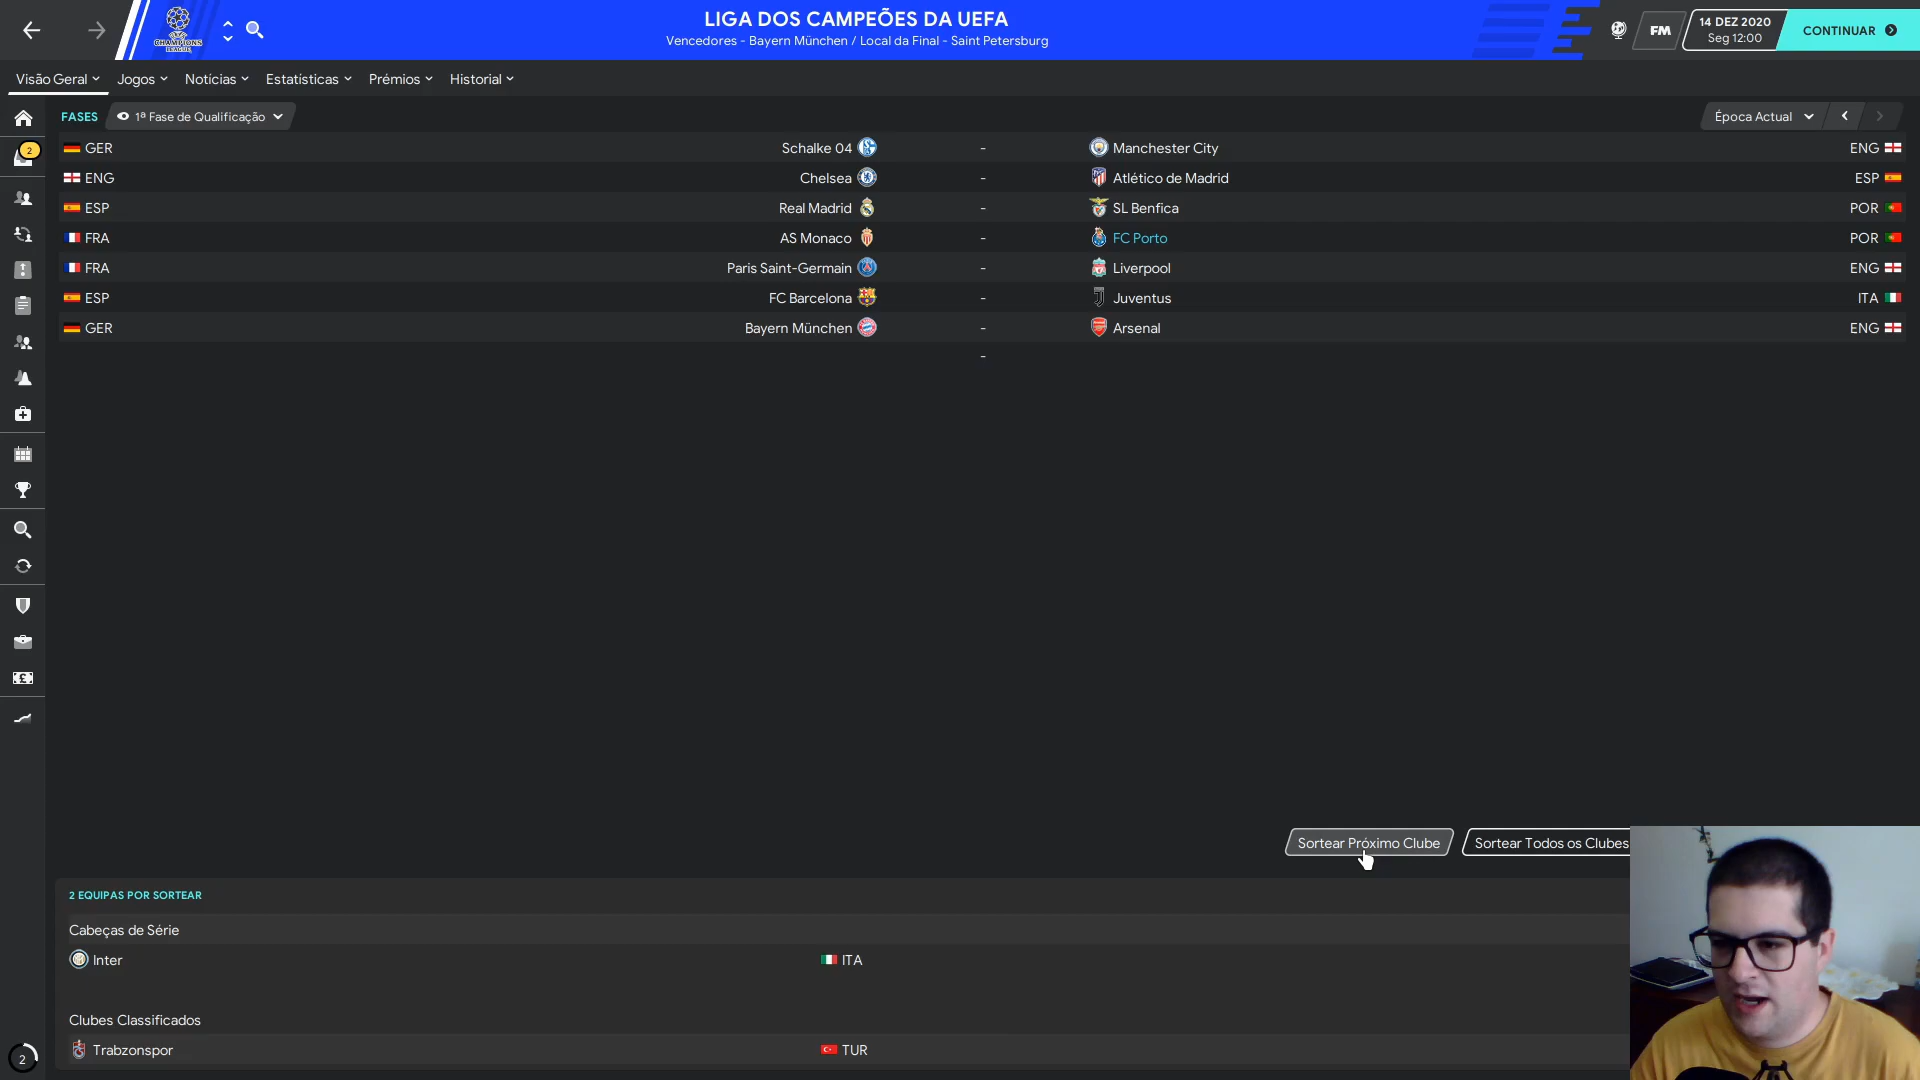 LIGA DOS CAMPEÕES DA UEFA
Vencedores - Bayern München / Local da Final - Saint Petersburg
CHAMPIONS LEAGUE
FM
14 DEZ 2020
Seg 12:00
CONTINUAR
Visão Geral Jogos Notícias Estatísticas Prémios Historial
FASES 1ª Fase de Qualificação Época Actual
2
GER Schalke 04 - Manchester City ENG
ENG Chelsea - Atlético de Madrid ESP
ESP Real Madrid - SL Benfica POR
FRA AS Monaco - FC Porto POR
FRA Paris Saint-Germain - Liverpool ENG
ESP FC Barcelona - Juventus ITA
GER Bayern München - Arsenal ENG
-
Sortear Próximo Clube Sortear Todos os Clubes
2 EQUIPAS POR SORTEAR
Cabeças de Série
Inter ITA
Clubes Classificados
Trabzonspor TUR
2